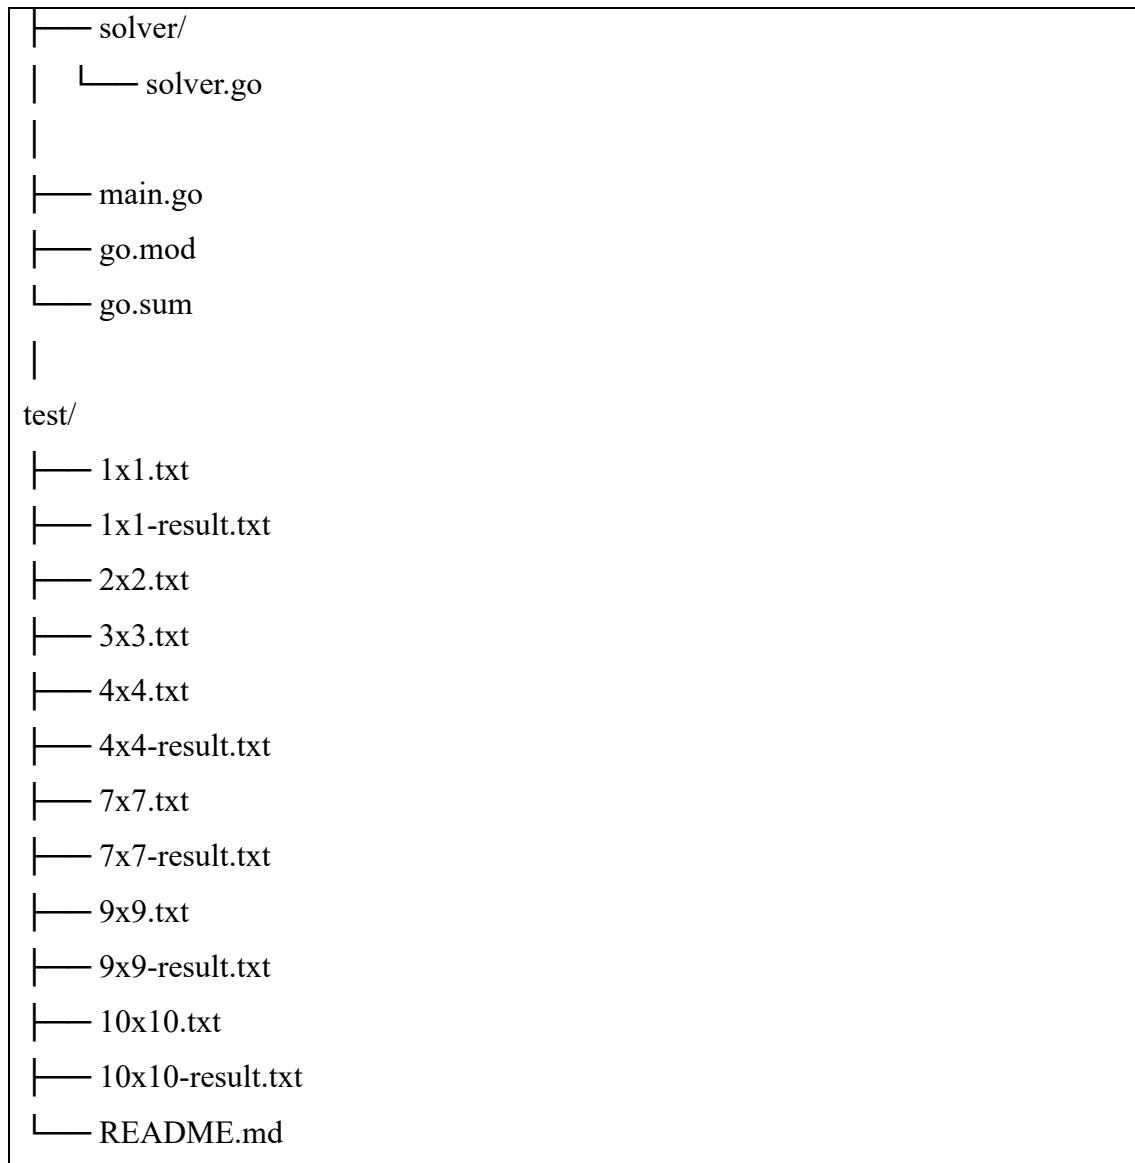 ├── solver/
│   └── solver.go
│
├── main.go
├── go.mod
└── go.sum
│
test/
├── 1x1.txt
├── 1x1-result.txt
├── 2x2.txt
├── 3x3.txt
├── 4x4.txt
├── 4x4-result.txt
├── 7x7.txt
├── 7x7-result.txt
├── 9x9.txt
├── 9x9-result.txt
├── 10x10.txt
├── 10x10-result.txt
└── README.md